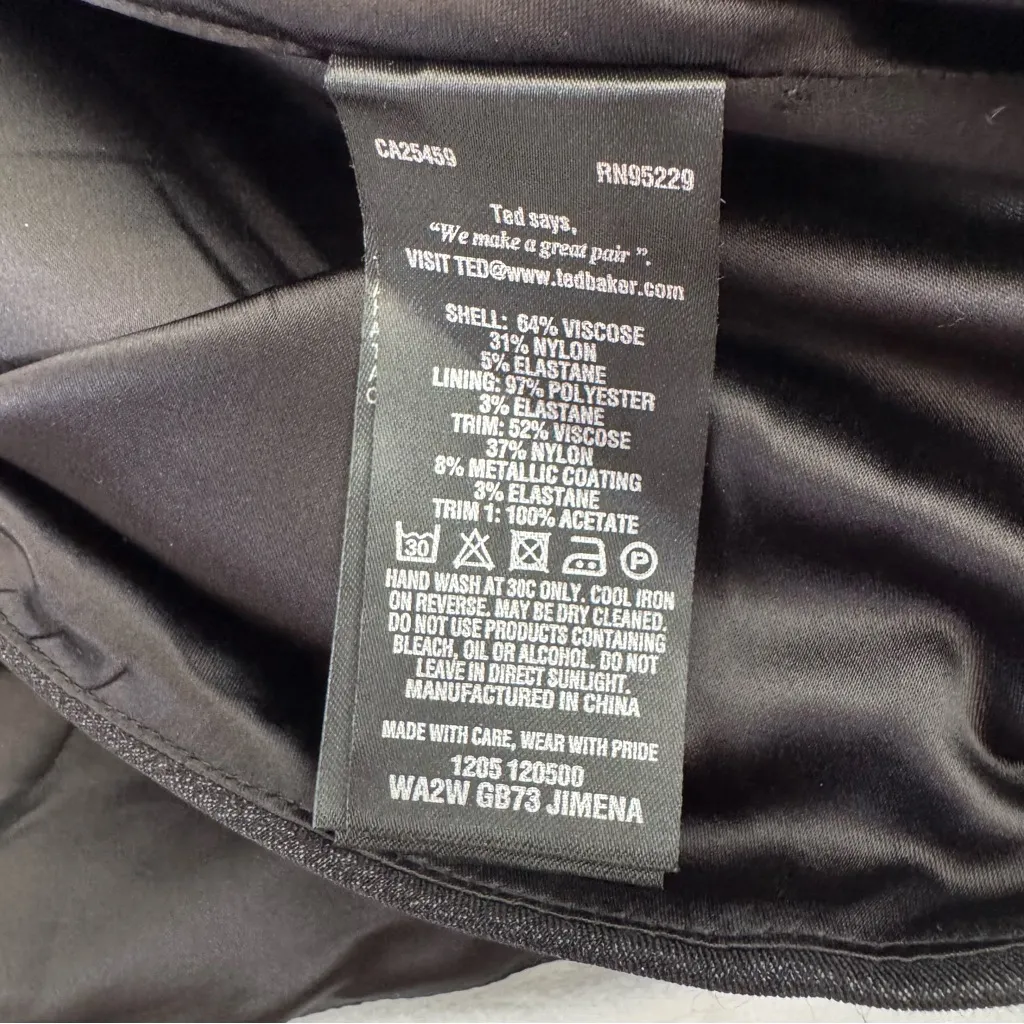 CA25459
RN95229
Ted says,
“We make a great pair”.
VISIT TED@www.tedbaker.com
SHELL: 64% VISCOSE
31% NYLON
5% ELASTANE
LINING: 97% POLYESTER
3% ELASTANE
TRIM: 52% VISCOSE
37% NYLON
8% METALLIC COATING
3% ELASTANE
TRIM 1: 100% ACETATE
30 P
HAND WASH AT 30C ONLY. COOL IRON
ON REVERSE. MAY BE DRY CLEANED.
DO NOT USE PRODUCTS CONTAINING
BLEACH, OIL OR ALCOHOL. DO NOT
LEAVE IN DIRECT SUNLIGHT.
MANUFACTURED IN CHINA
MADE WITH CARE, WEAR WITH PRIDE
1205 120500
WA2W GB73 JIMENA